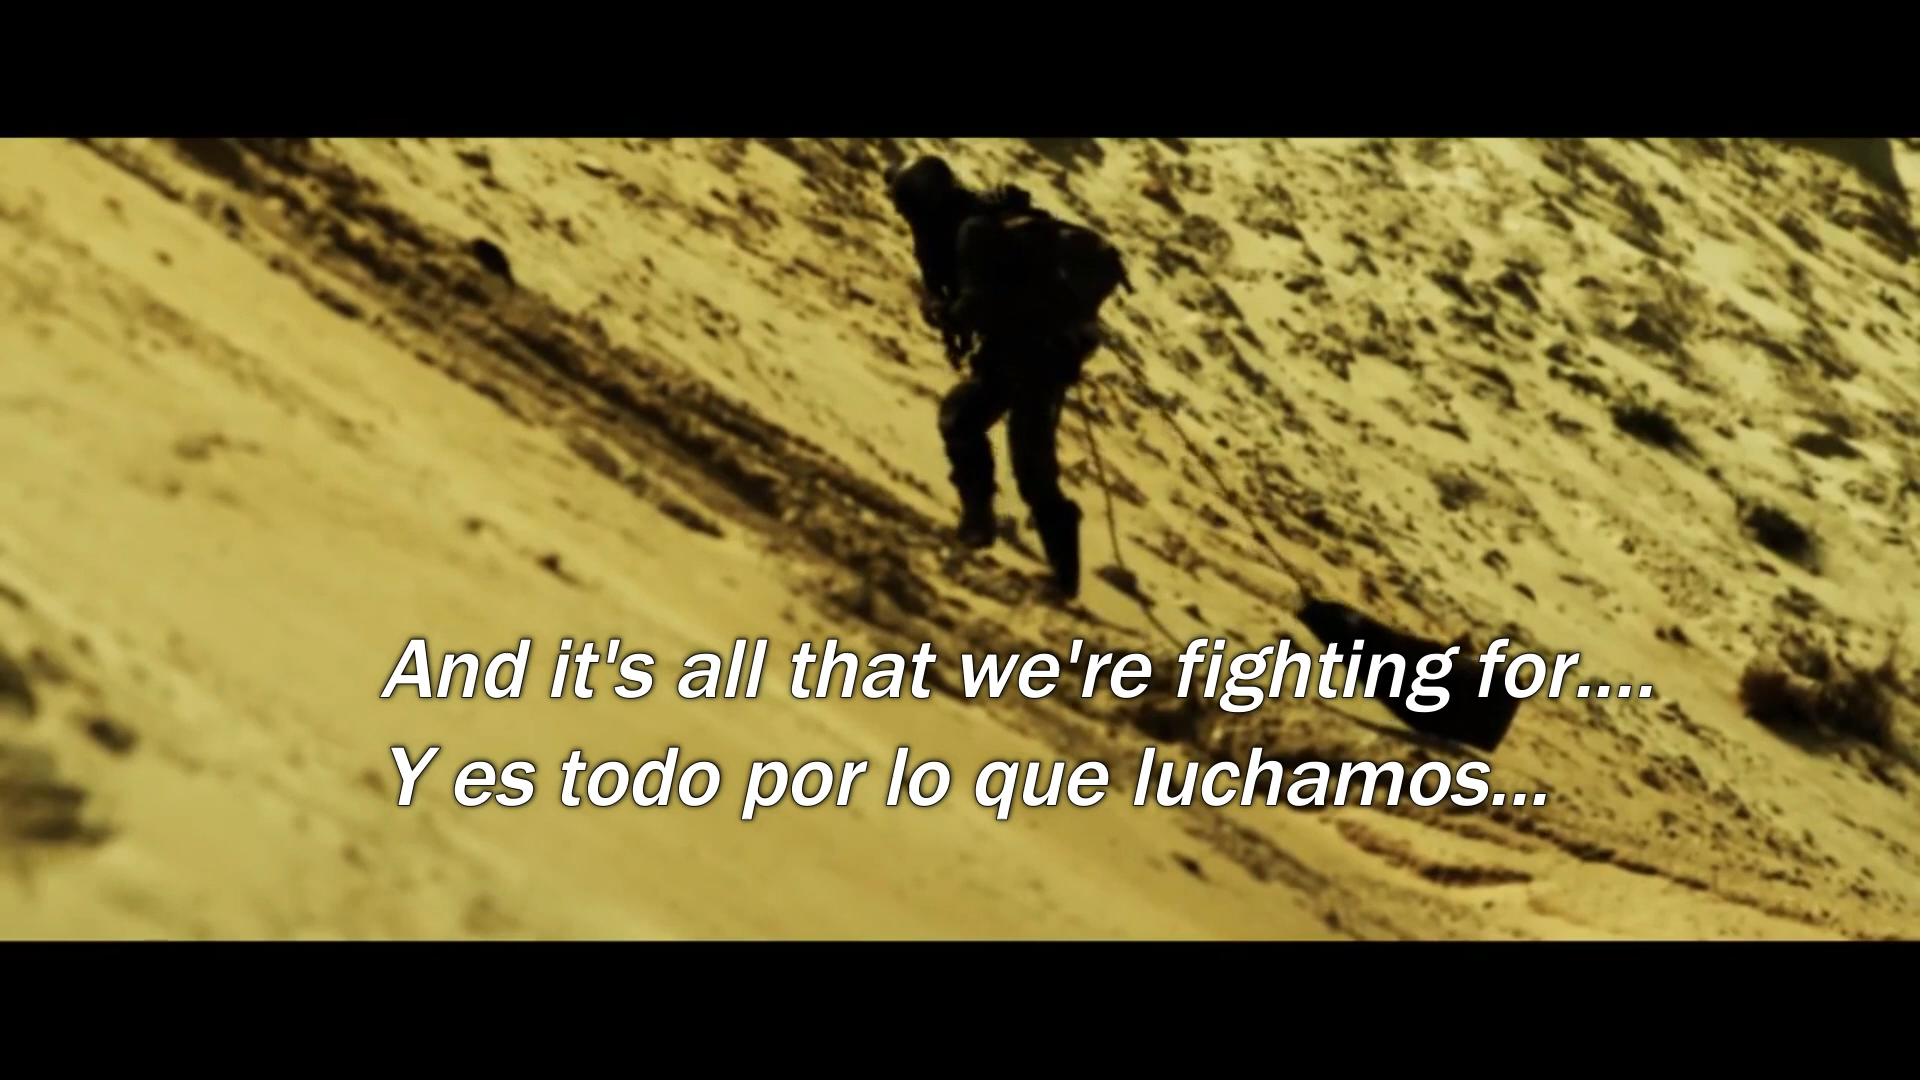 And it's all that we're fighting for....
Y es todo por lo que luchamos...